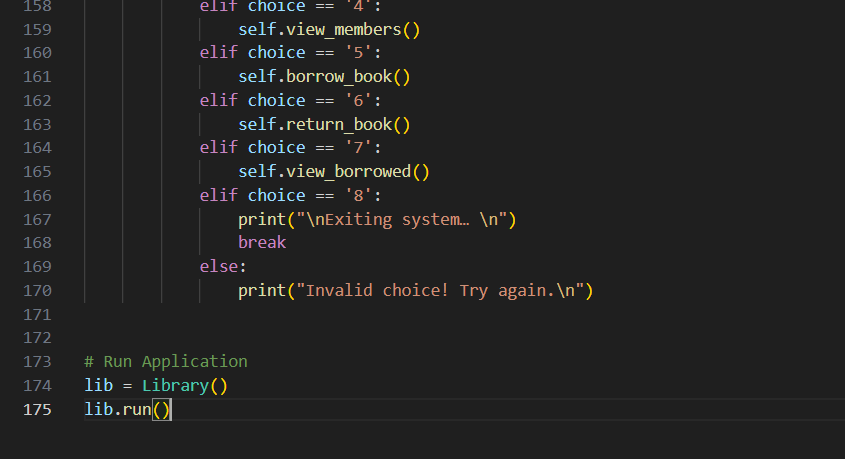 158 elif choice == '4':
159 self.view_members()
160 elif choice == '5':
161 self.borrow_book()
162 elif choice == '6':
163 self.return_book()
164 elif choice == '7':
165 self.view_borrowed()
166 elif choice == '8':
167 print("\nExiting system… \n")
168 break
169 else:
170 print("Invalid choice! Try again.\n")
171
172
173 # Run Application
174 lib = Library()
175 lib.run()